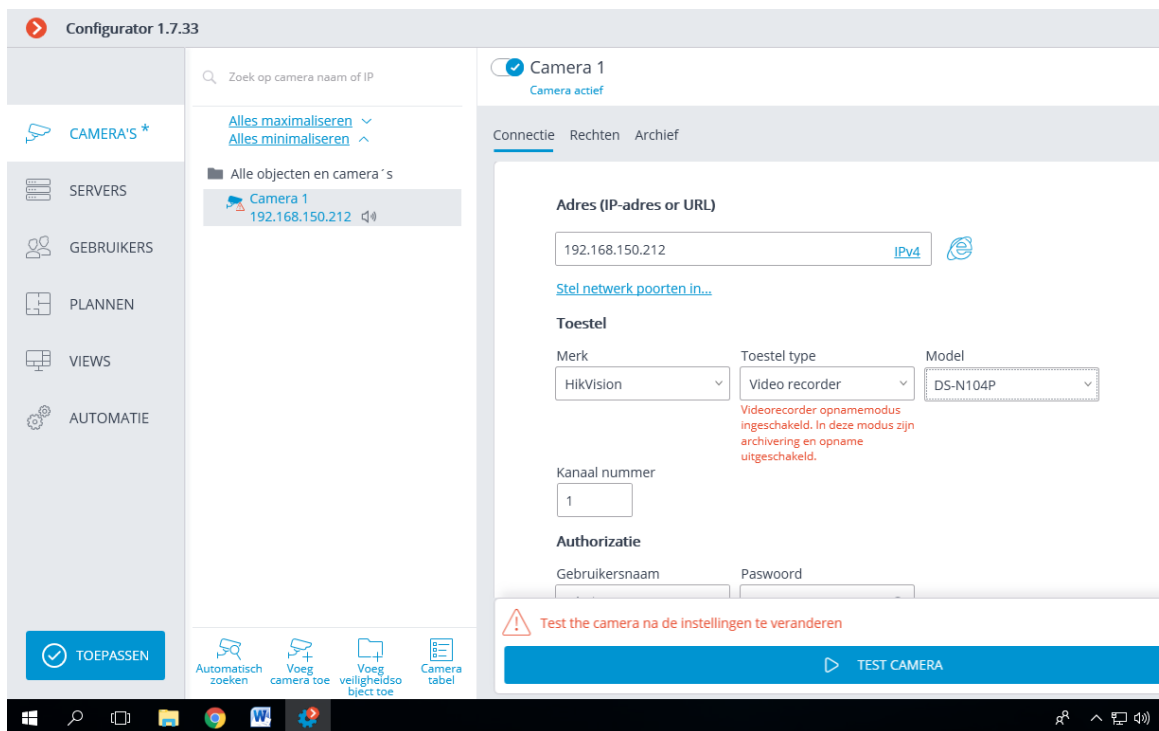 Configurator 1.7.33
CAMERA'S *
SERVERS
GEBRUIKERS
PLANNEN
VIEWS
AUTOMATIE
TOEPASSEN
Zoek op camera naam of IP
Alles maximaliseren
Alles minimaliseren
Alle objecten en camera´s
Camera 1
192.168.150.212
Automatisch
zoeken
Voeg
camera toe
Voeg
veiligheidso
bject toe
Camera
tabel
Camera 1
Camera actief
Connectie Rechten Archief
Adres (IP-adres or URL)
192.168.150.212 IPv4
Stel netwerk poorten in...
Toestel
Merk Toestel type Model
HikVision Video recorder DS-N104P
Videorecorder opnamemodus
ingeschakeld. In deze modus zijn
archivering en opname
uitgeschakeld.
Kanaal nummer
1
Authorizatie
Gebruikersnaam Paswoord
Test the camera na de instellingen te veranderen
TEST CAMERA